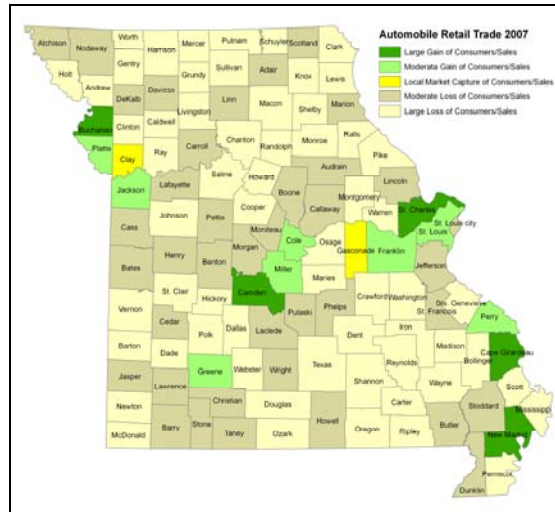 Automobile Retail Trade 2007
Large Gain of Consumers/Sales
Moderata Gain of Consumers/Sales
Local Market Capture of Consumers/Sales
Moderate Loss of Consumers/Sales
Large Loss of Consumers/Sales
Atchison Nodaway Worth Harrison Mercer Putnam Schuyler Scotland Clark
Holt Gentry Grundy Sullivan Adair Knox Lewis
Andrew DeKalb Daviess Livingston Linn Macon Shelby Marion
Buchanan Clinton Caldwell Chariton Randolph Monroe Ralls
Platte Clay Ray Carroll Saline Howard Audrain Pike
Jackson Lafayette Boone Callaway Montgomery Lincoln
Johnson Pettis Cooper Moniteau Warren St. Charles St. Louis city
Cass Cole Osage Gasconade Franklin St. Louis
Bates Henry Benton Morgan Miller Maries Jefferson
St. Clair Hickory Camden Pulaski Phelps Crawford Washington Ste. Genevieve
Vernon Cedar Polk Dallas Laclede Dent Iron St. Francois Perry
Barton Dade Texas Reynolds Madison Bollinger Cape Girardeau
Jasper Lawrence Greene Webster Wright Shannon Wayne Scott
Newton Christian Douglas Carter Stoddard Mississippi
McDonald Barry Stone Taney Ozark Howell Oregon Ripley Butler New Madrid
Dunklin Pemiscot